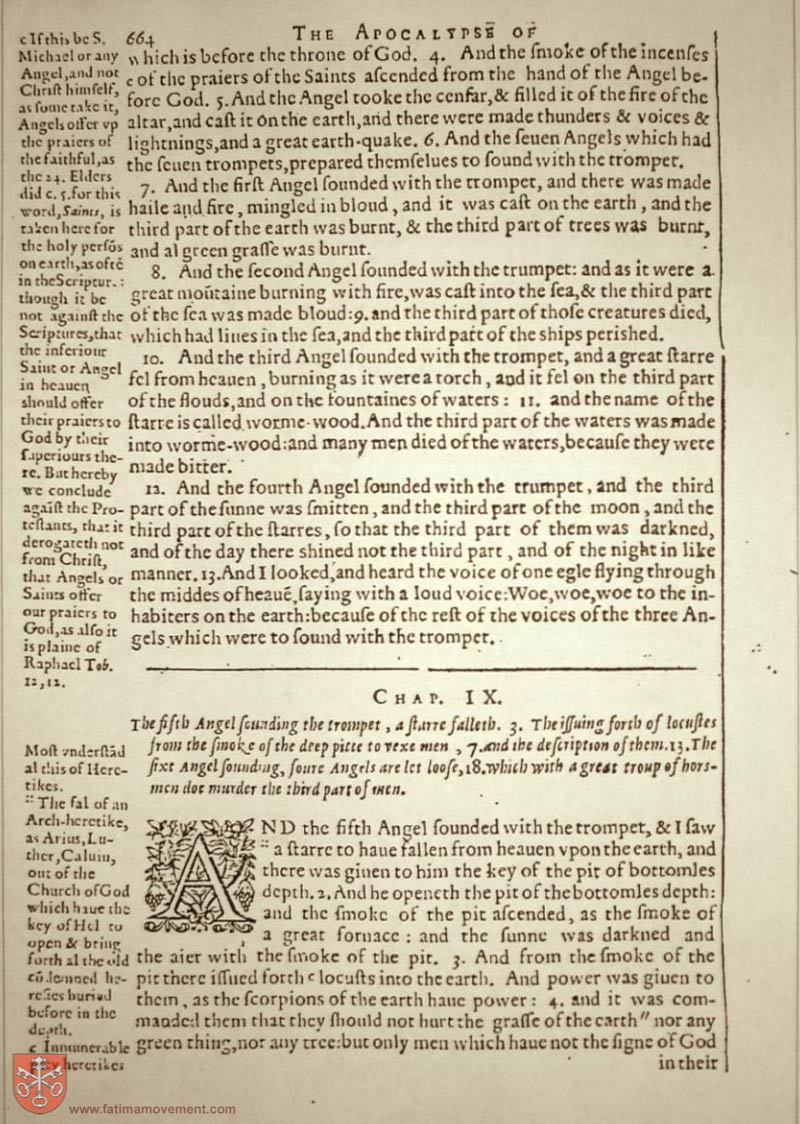 664
THE APOCALYPSẼ OF
which is before the throne of God. 4. And the ſmoke of the incenſes
c of the praiers of the Saints aſcended from the hand of the Angel be-
fore God. 5. And the Angel tooke the cenſar, & filled it of the fire of the
altar, and caſt it on the earth, and there were made thunders & voices &
lightnings, and a great earth-quake. 6. And the ſeuen Angels which had
the ſeuen trompets, prepared themſelues to ſound with the trompet.
7. And the firſt Angel ſounded with the trompet, and there was made
haile and fire, mingled in bloud, and it was caſt on the earth, and the
third part of the earth was burnt, & the third part of trees was burnt,
and al green graſſe was burnt.
8. And the ſecond Angel ſounded with the trumpet: and as it were a
great moũtaine burning with fire, was caſt into the ſea, & the third part
of the ſea was made bloud: 9. and the third part of thoſe creatures died,
which had liues in the ſea, and the third part of the ships perished.
10. And the third Angel ſounded with the trompet, and a great ſtarre
fel from heauen, burning as it were a torch, and it fel on the third part
of the flouds, and on the fountaines of waters: 11. and the name of the
ſtarre is called worme-wood. And the third part of the waters was made
into worme-wood: and many men died of the waters, becauſe they were
made bitter.
12. And the fourth Angel ſounded with the trumpet, and the third
part of the ſunne was ſmitten, and the third part of the moon, and the
third part of the ſtarres, ſo that the third part of them was darkned,
and of the day there shined not the third part, and of the night in like
manner. 13. And I looked, and heard the voice of one egle flying through
the middes of heauẽ, ſaying with a loud voice: Woe, woe, woe to the in-
habiters on the earth: becauſe of the reſt of the voices of the three An-
gels which were to ſound with the trompet.
CHAP. IX.
The fifth Angel ſounding the trompet, a ſtarre falleth. 3. The iſſuing forth of locuſtes
from the ſmoke of the deep pitte to vexe men, 7. and the deſcription of them. 13. The
ſixt Angel ſounding, foure Angels are let looſe, 18. which with a great troup of hors-
men doe murder the third part of men.
AND the fifth Angel ſounded with the trompet, & I ſaw
" a ſtarre to haue fallen from heauen vpon the earth, and
there was giuen to him the key of the pit of bottomles
depth. 2. And he openeth the pit of the bottomles depth:
and the ſmoke of the pit aſcended, as the ſmoke of
a great fornace: and the ſunne was darkned and
the aier with the ſmoke of the pit. 3. And from the ſmoke of the
pit there iſſued forth c locuſts into the earth. And power was giuen to
them, as the ſcorpions of the earth haue power: 4. and it was com-
manded them that they ſhould not hurt the graſſe of the earth" nor any
green thing, nor any tree: but only men which haue not the ſigne of God
in their
c If this be S.
Michael or any
Angel, and not
Chriſt himſelf,
as ſome take it,
Angels offer vp
the praiers of
the faithful, as
the 24. Elders
did c. 5. for this
word, Saints, is
taken here for
the holy perſõs
on earth, as oftẽ
in the Scriptur.:
though it be
not againſt the
Scriptures, that
the inferiour
Saint or Angel
in heauen
should offer
their praiers to
God by their
ſuperiours the-
re. But hereby
we conclude
agaiſt the Pro-
teſtants, that it
derogateth not
from Chriſt,
that Angels or
Saints offer
our praiers to
God, as alſo it
is plaine of
Raphael Tob.
12, 12.
Moſt vnderſtãd
al this of Here-
tikes.
" The fal of an
Arch-heretike,
as Arius, Lu-
ther, Caluin,
out of the
Church of God
which haue the
key of Hel to
open & bring
forth al the old
cõdemned he-
reſies buried
before in the
depth.
c Innumerable
heretikes
www.fatimamovement.com